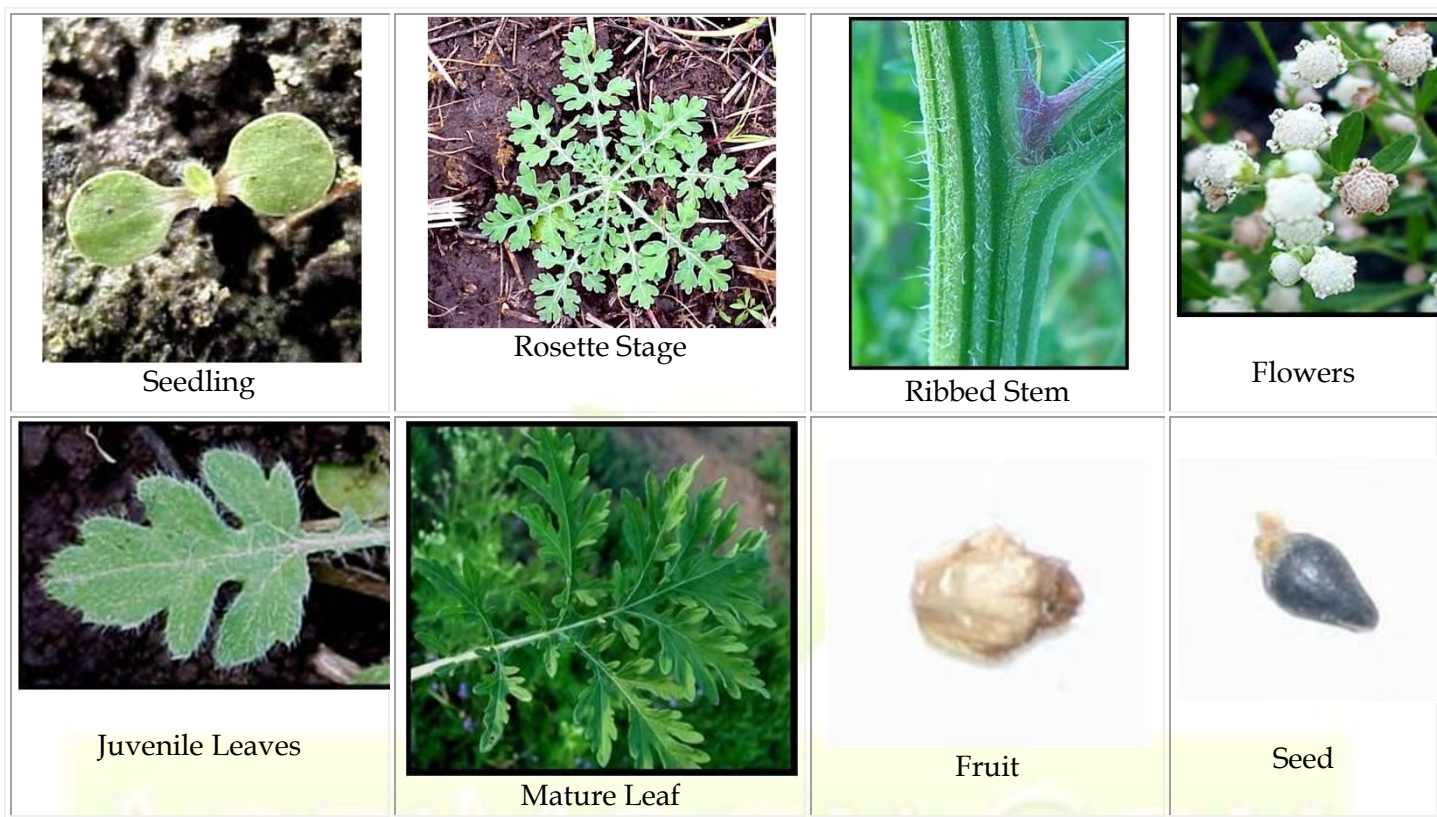 Seedling
Rosette Stage
Ribbed Stem
Flowers
Juvenile Leaves
Mature Leaf
Fruit
Seed